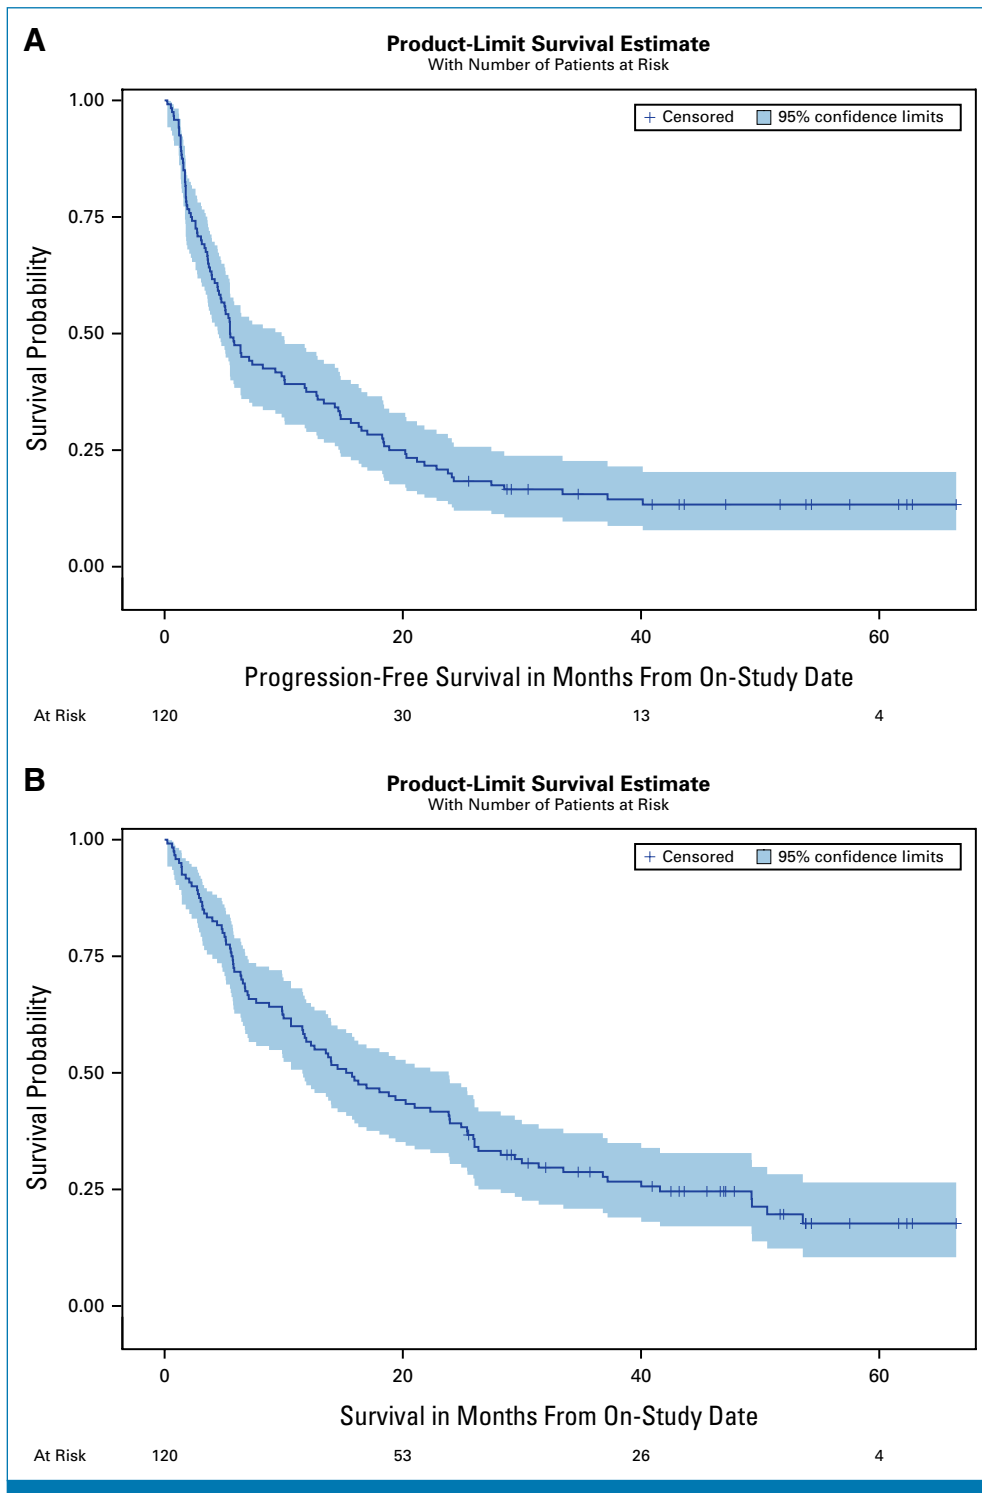 A
Product-Limit Survival Estimate
With Number of Patients at Risk
+ Censored 95% confidence limits
Survival Probability
1.00
0.75
0.50
0.25
0.00
0 20 40 60
Progression-Free Survival in Months From On-Study Date
At Risk 120 30 13 4
B
Product-Limit Survival Estimate
With Number of Patients at Risk
+ Censored 95% confidence limits
Survival Probability
1.00
0.75
0.50
0.25
0.00
0 20 40 60
Survival in Months From On-Study Date
At Risk 120 53 26 4